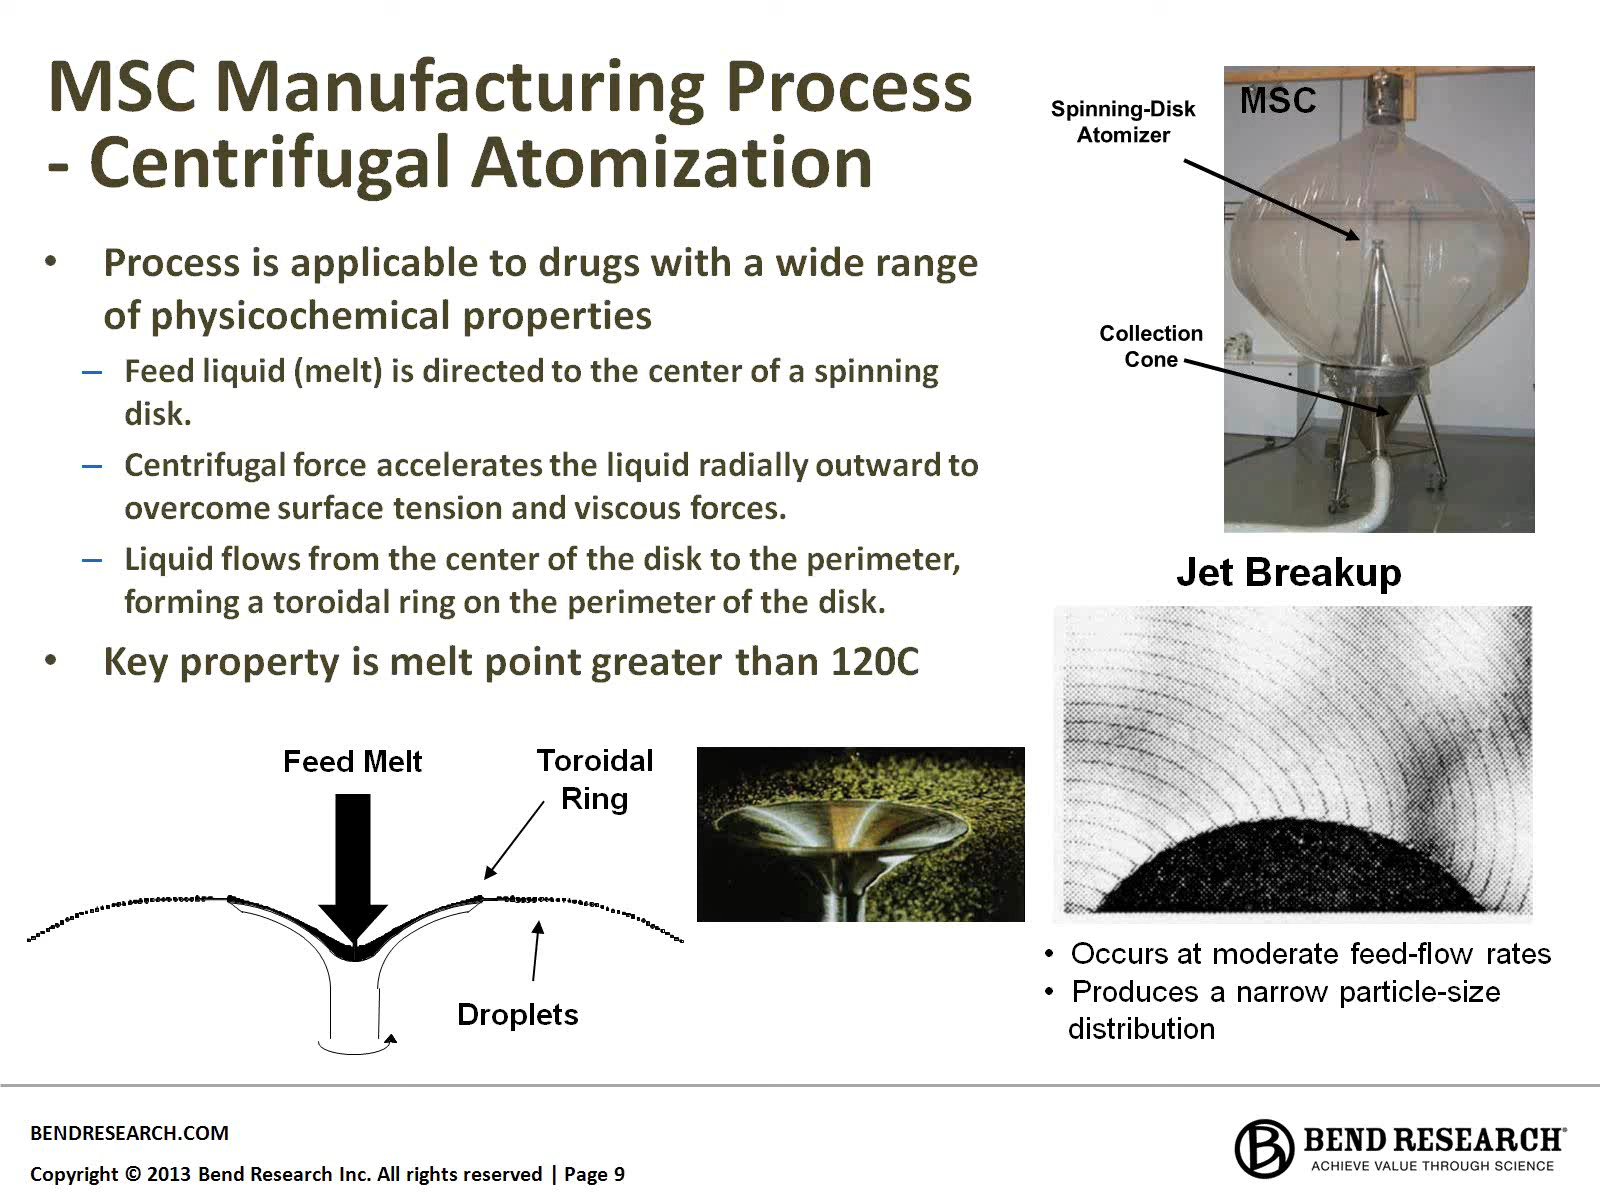 MSC Manufacturing Process
- Centrifugal Atomization
• Process is applicable to drugs with a wide range
of physicochemical properties
– Feed liquid (melt) is directed to the center of a spinning
disk.
– Centrifugal force accelerates the liquid radially outward to
overcome surface tension and viscous forces.
– Liquid flows from the center of the disk to the perimeter,
forming a toroidal ring on the perimeter of the disk.
• Key property is melt point greater than 120C
Feed Melt
Toroidal
Ring
Droplets
MSC
Spinning-Disk
Atomizer
Collection
Cone
Jet Breakup
• Occurs at moderate feed-flow rates
• Produces a narrow particle-size
distribution
BENDRESEARCH.COM
Copyright © 2013 Bend Research Inc. All rights reserved | Page 9
B BEND RESEARCH®
ACHIEVE VALUE THROUGH SCIENCE